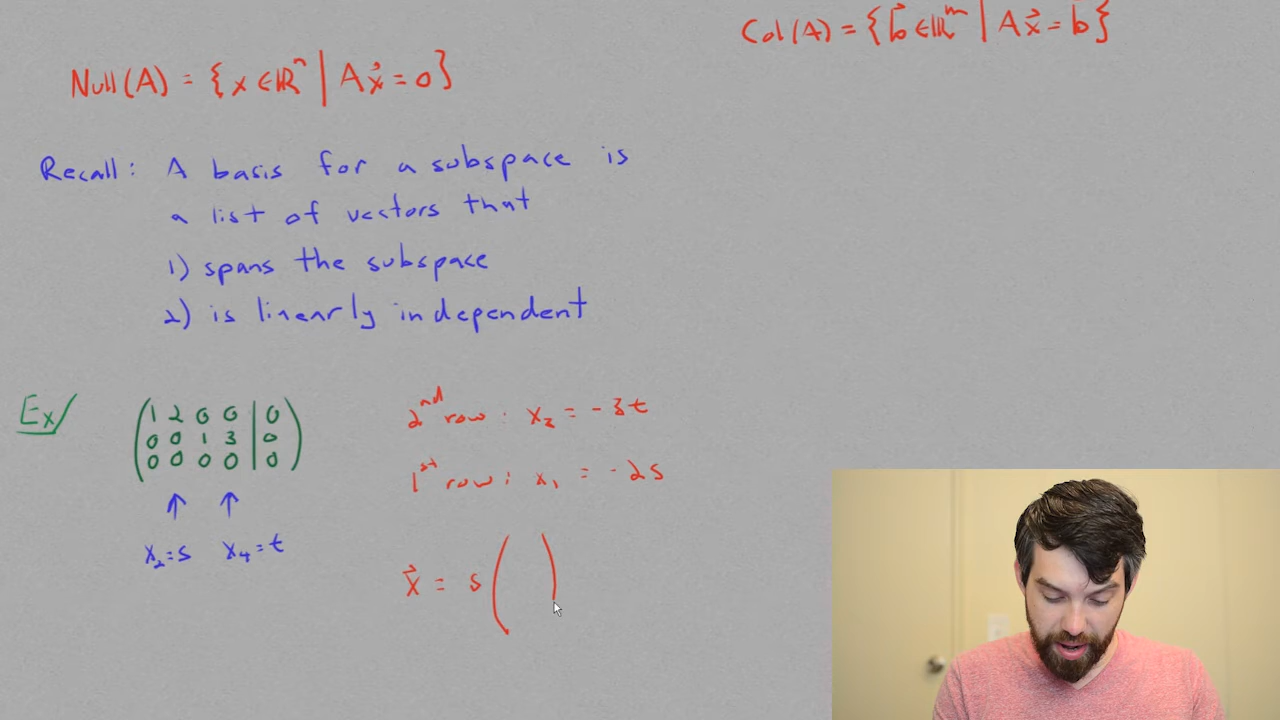 Col(A) = {b⃗ ∈ ℝᵐ | Ax⃗ = b⃗}
Null(A) = {x ∈ ℝⁿ | Ax⃗ = 0}
Recall: A basis for a subspace is
a list of vectors that
1) spans the subspace
2) is linearly independent
Ex/
1 2 0 0 | 0
0 0 1 3 | 0
0 0 0 0 | 0
↑ ↑
x₂=s x₄=t
2ⁿᵈ row: x₃ = -3t
1ˢᵗ row: x₁ = -2s
x⃗ = s( )